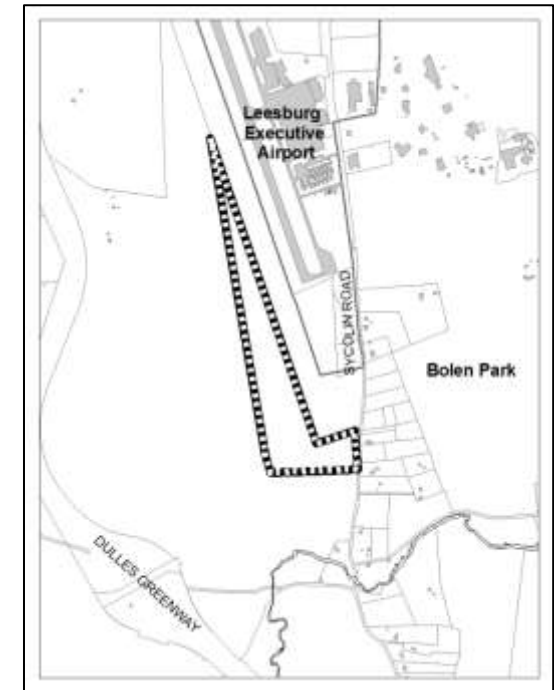 Leesburg
Executive
Airport
SYCOLIN ROAD
Bolen Park
DULLES GREENWAY